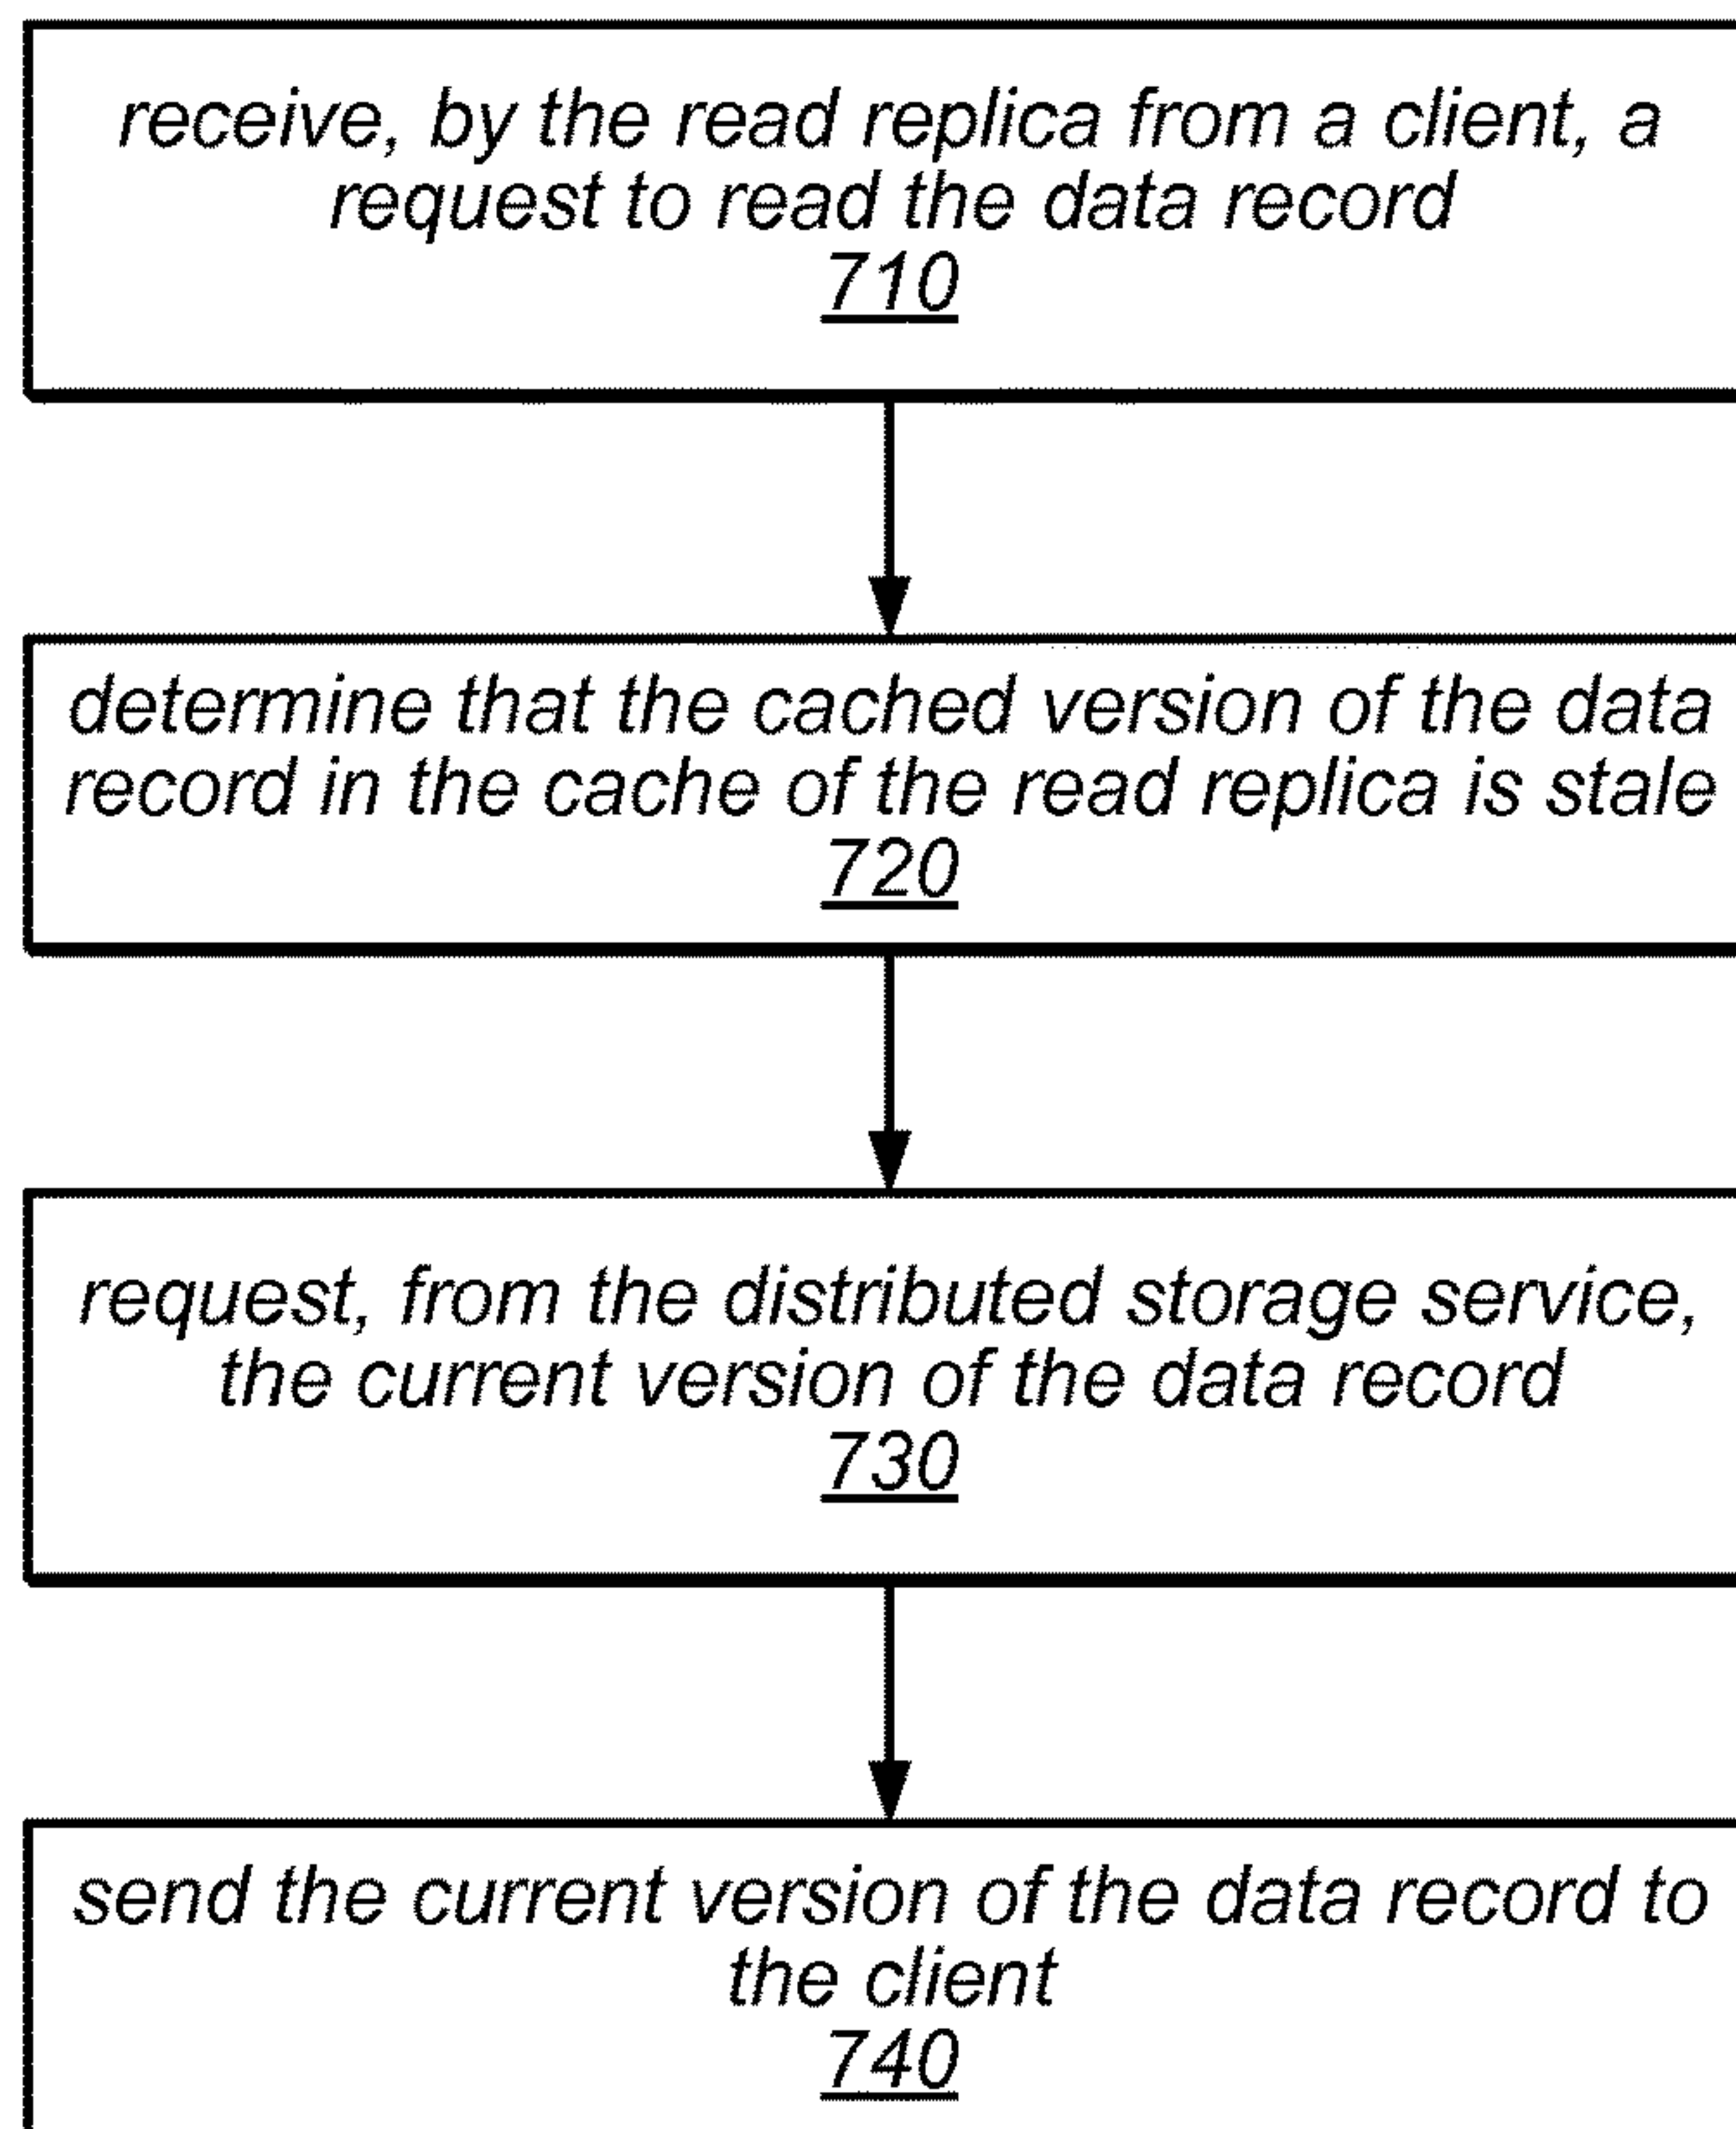 receive, by the read replica from a client, a
request to read the data record
710
determine that the cached version of the data
record in the cache of the read replica is stale
720
request, from the distributed storage service,
the current version of the data record
730
send the current version of the data record to
the client
740